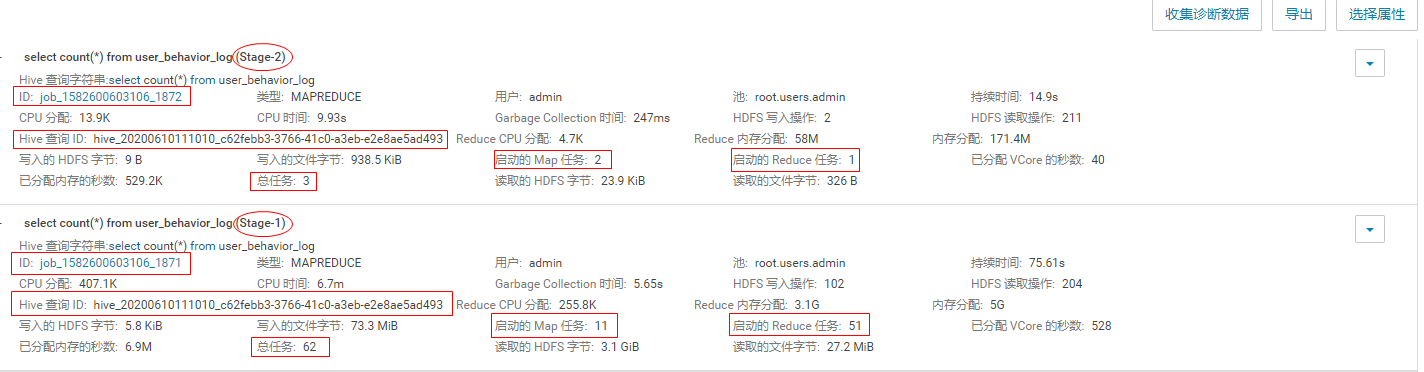 收集诊断数据 导出 选择属性
select count(*) from user_behavior_log (Stage-2)
Hive 查询字符串:select count(*) from user_behavior_log
ID: job_1582600603106_1872 类型: MAPREDUCE 用户: admin 池: root.users.admin 持续时间: 14.9s
CPU 分配: 13.9K CPU 时间: 9.93s Garbage Collection 时间: 247ms HDFS 写入操作: 2 HDFS 读取操作: 211
Hive 查询 ID: hive_20200610111010_c62febb3-3766-41c0-a3eb-e2e8ae5ad493 Reduce CPU 分配: 4.7K Reduce 内存分配: 58M 内存分配: 171.4M
写入的 HDFS 字节: 9 B 写入的文件字节: 938.5 KiB 启动的 Map 任务: 2 启动的 Reduce 任务: 1 已分配 VCore 的秒数: 40
已分配内存的秒数: 529.2K 总任务: 3 读取的 HDFS 字节: 23.9 KiB 读取的文件字节: 326 B
select count(*) from user_behavior_log (Stage-1)
Hive 查询字符串:select count(*) from user_behavior_log
ID: job_1582600603106_1871 类型: MAPREDUCE 用户: admin 池: root.users.admin 持续时间: 75.61s
CPU 分配: 407.1K CPU 时间: 6.7m Garbage Collection 时间: 5.65s HDFS 写入操作: 102 HDFS 读取操作: 204
Hive 查询 ID: hive_20200610111010_c62febb3-3766-41c0-a3eb-e2e8ae5ad493 Reduce CPU 分配: 255.8K Reduce 内存分配: 3.1G 内存分配: 5G
写入的 HDFS 字节: 5.8 KiB 写入的文件字节: 73.3 MiB 启动的 Map 任务: 11 启动的 Reduce 任务: 51 已分配 VCore 的秒数: 528
已分配内存的秒数: 6.9M 总任务: 62 读取的 HDFS 字节: 3.1 GiB 读取的文件字节: 27.2 MiB